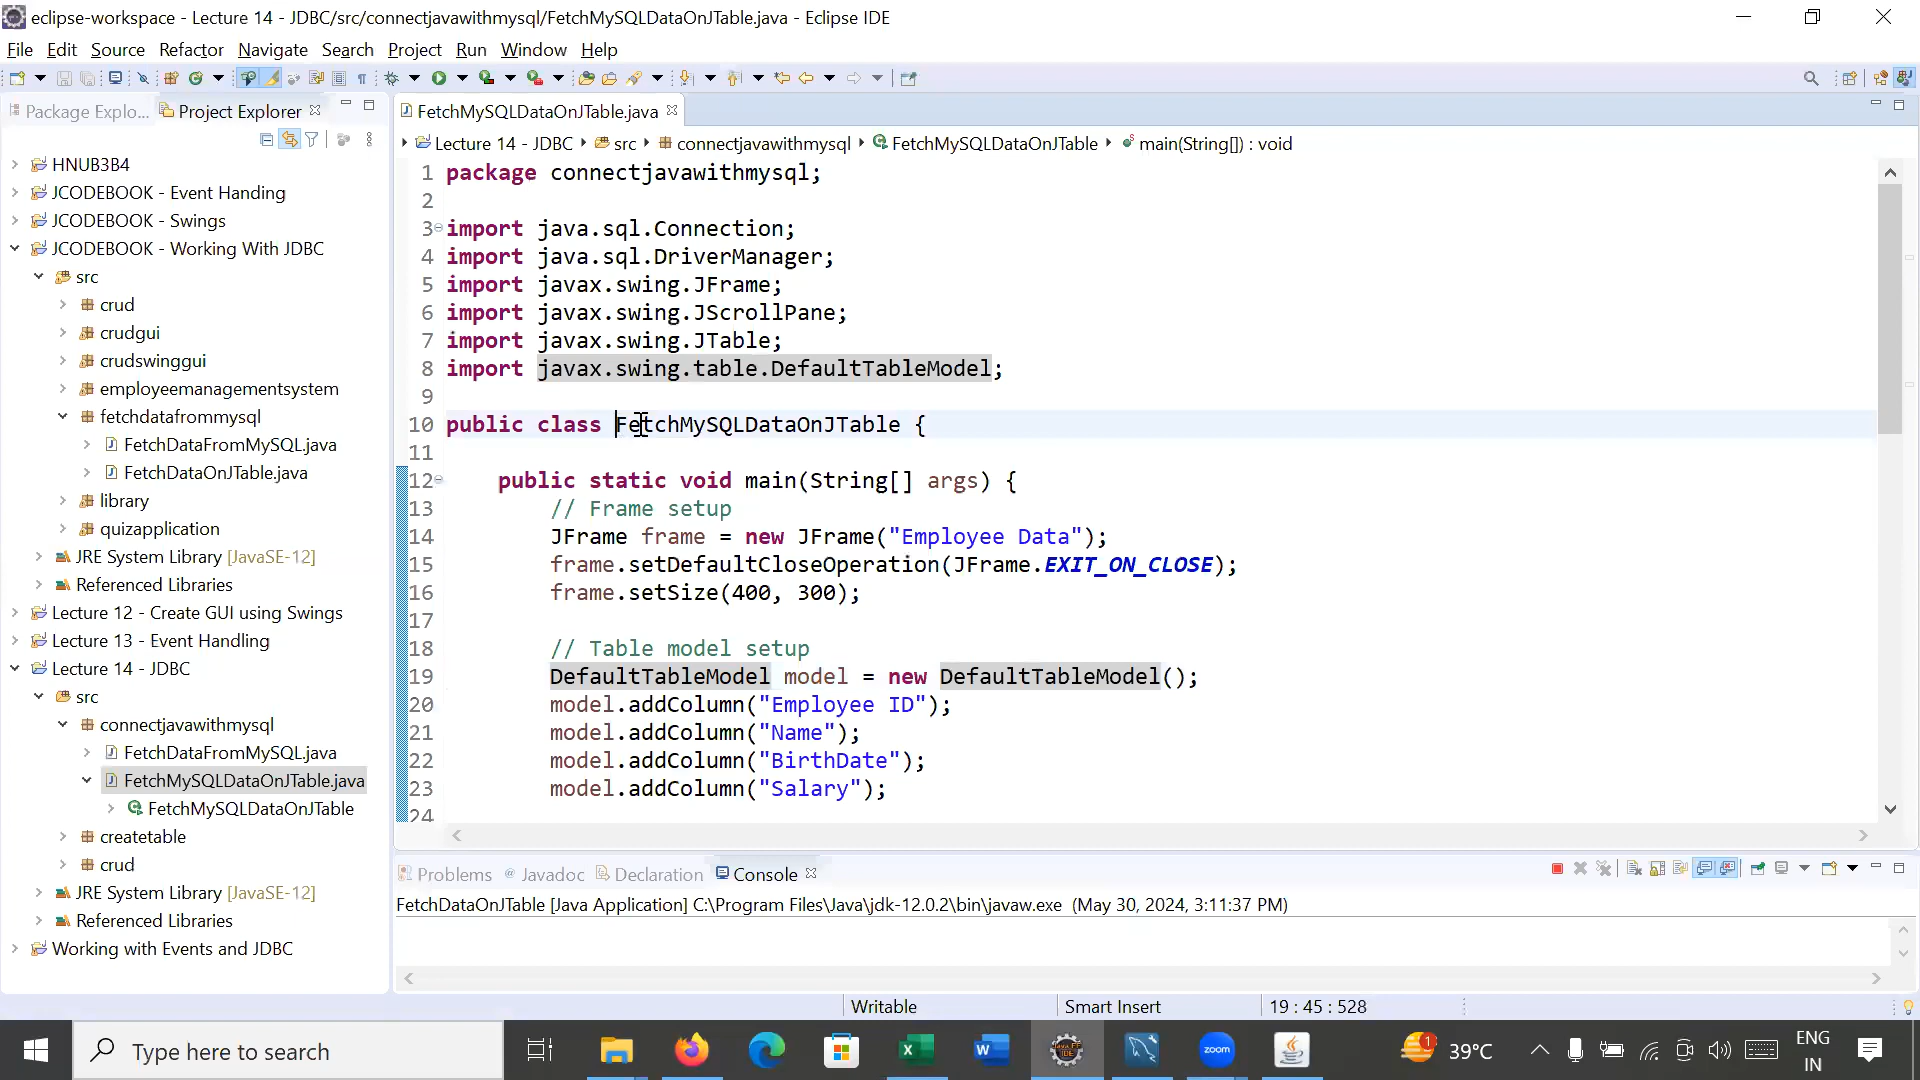 eclipse-workspace - Lecture 14 - JDBC/src/connectjavawithmysql/FetchMySQLDataOnJTable.java - Eclipse IDE
File Edit Source Refactor Navigate Search Project Run Window Help
Package Explo... Project Explorer
FetchMySQLDataOnJTable.java
Lecture 14 - JDBC src connectjavawithmysql FetchMySQLDataOnJTable main(String[]) : void
HNUB3B4
JCODEBOOK - Event Handing
JCODEBOOK - Swings
JCODEBOOK - Working With JDBC
src
crud
crudgui
crudswinggui
employeemanagementsystem
fetchdatafrommysql
FetchDataFromMySQL.java
FetchDataOnJTable.java
library
quizapplication
JRE System Library [JavaSE-12]
Referenced Libraries
Lecture 12 - Create GUI using Swings
Lecture 13 - Event Handling
Lecture 14 - JDBC
src
connectjavawithmysql
FetchDataFromMySQL.java
FetchMySQLDataOnJTable.java
FetchMySQLDataOnJTable
createtable
crud
JRE System Library [JavaSE-12]
Referenced Libraries
Working with Events and JDBC
1 package connectjavawithmysql;
2
3 import java.sql.Connection;
4 import java.sql.DriverManager;
5 import javax.swing.JFrame;
6 import javax.swing.JScrollPane;
7 import javax.swing.JTable;
8 import javax.swing.table.DefaultTableModel;
9
10 public class FetchMySQLDataOnJTable {
11
12 public static void main(String[] args) {
13 // Frame setup
14 JFrame frame = new JFrame("Employee Data");
15 frame.setDefaultCloseOperation(JFrame.EXIT_ON_CLOSE);
16 frame.setSize(400, 300);
17
18 // Table model setup
19 DefaultTableModel model = new DefaultTableModel();
20 model.addColumn("Employee ID");
21 model.addColumn("Name");
22 model.addColumn("BirthDate");
23 model.addColumn("Salary");
24
Problems Javadoc Declaration Console
FetchDataOnJTable [Java Application] C:\Program Files\Java\jdk-12.0.2\bin\javaw.exe (May 30, 2024, 3:11:37 PM)
Writable Smart Insert 19 : 45 : 528
Type here to search
zoom
1
39°C
ENG
IN